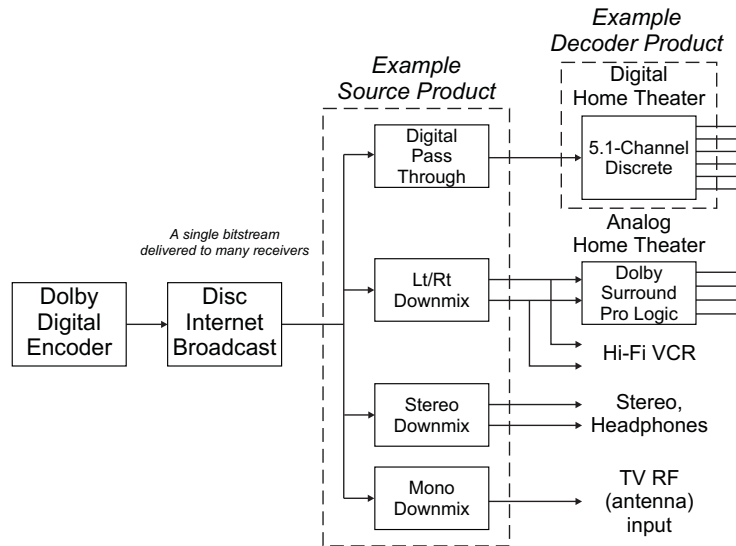 Example
Decoder Product
Example
Source Product
Digital
Home Theater
Digital
Pass
Through
5.1-Channel
Discrete
A single bitstream
delivered to many receivers
Analog
Home Theater
Dolby
Digital
Encoder
Disc
Internet
Broadcast
Lt/Rt
Downmix
Dolby
Surround
Pro Logic
Hi-Fi VCR
Stereo
Downmix
Stereo,
Headphones
Mono
Downmix
TV RF
(antenna)
input